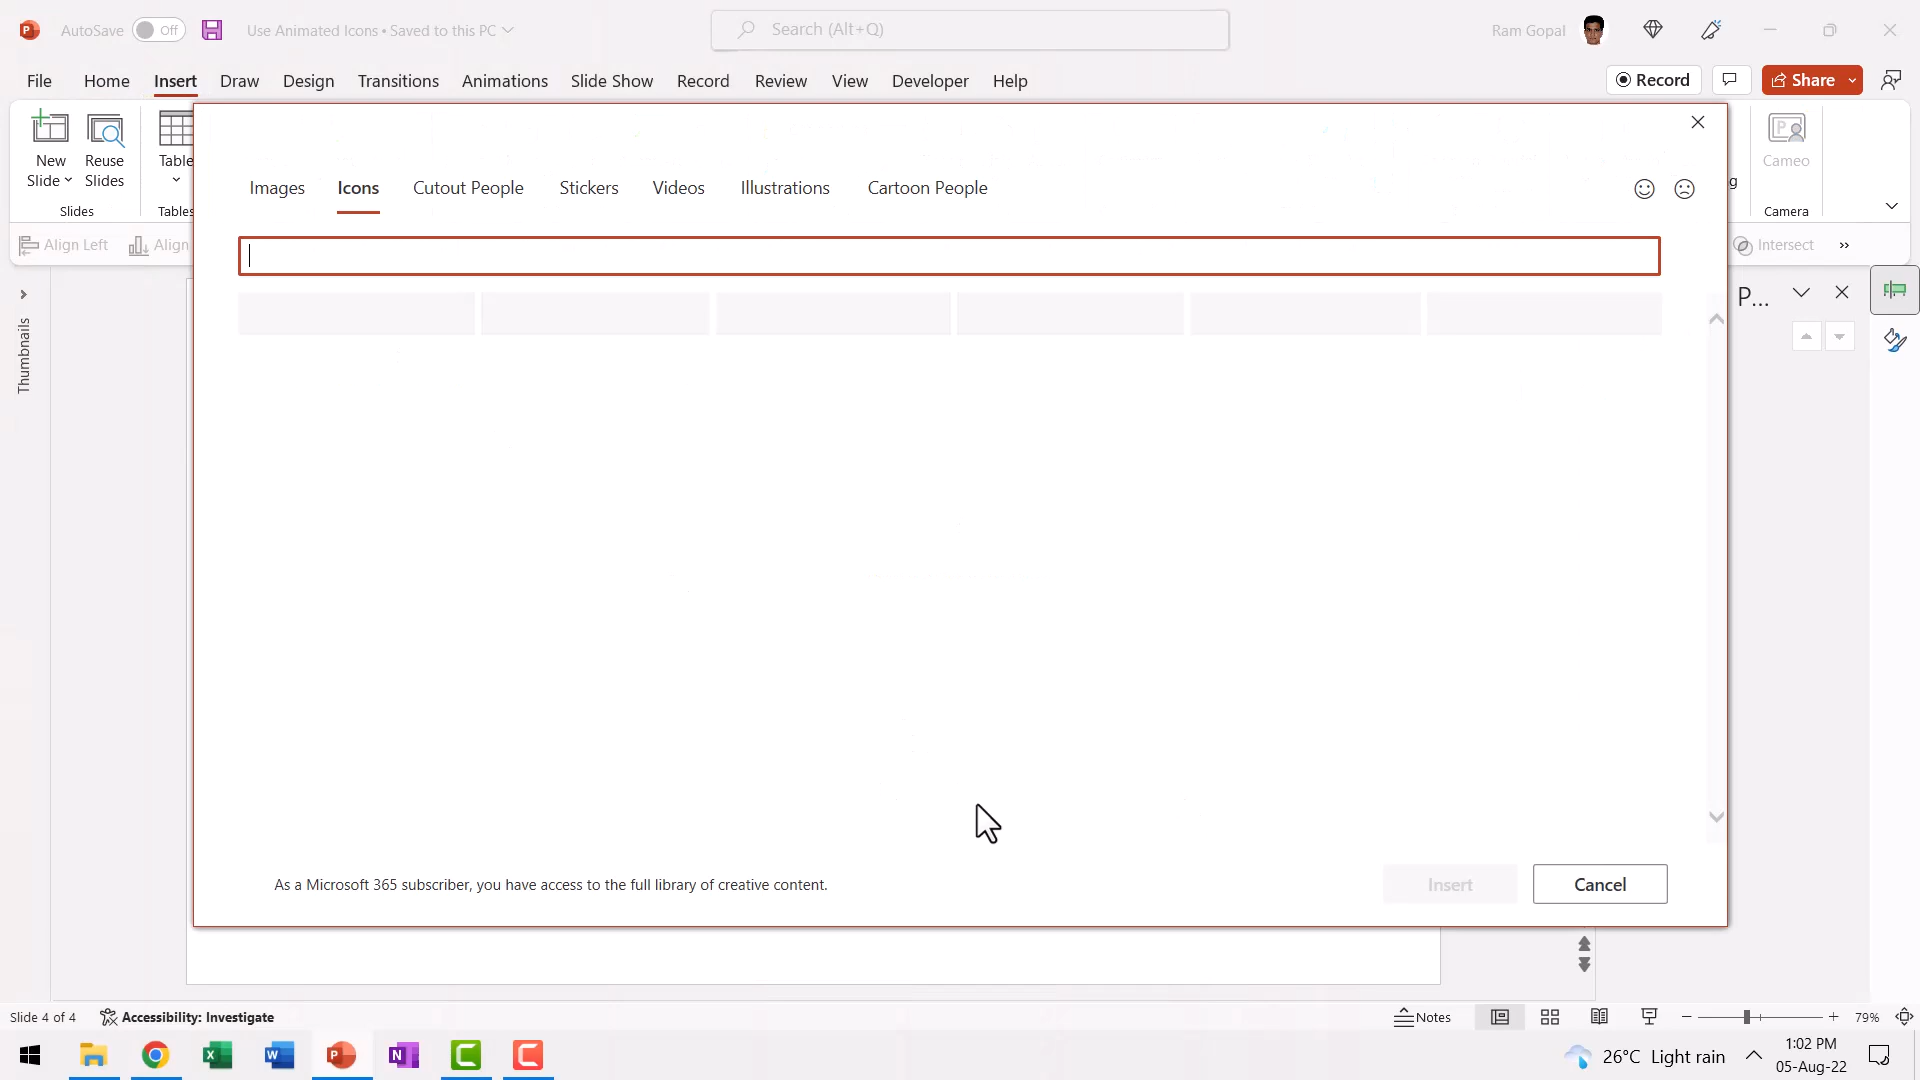 AutoSave Off Use Animated Icons • Saved to this PC Search (Alt+Q) Ram Gopal
File Home Insert Draw Design Transitions Animations Slide Show Record Review View Developer Help Record Share
New Slide
Reuse Slides
Table
Cameo
g
Slides Tables Camera
Align Left Align Intersect »
Images Icons Cutout People Stickers Videos Illustrations Cartoon People
P...
Thumbnails
As a Microsoft 365 subscriber, you have access to the full library of creative content. Insert Cancel
Slide 4 of 4 Accessibility: Investigate Notes 79%
26°C Light rain 1:02 PM
05-Aug-22